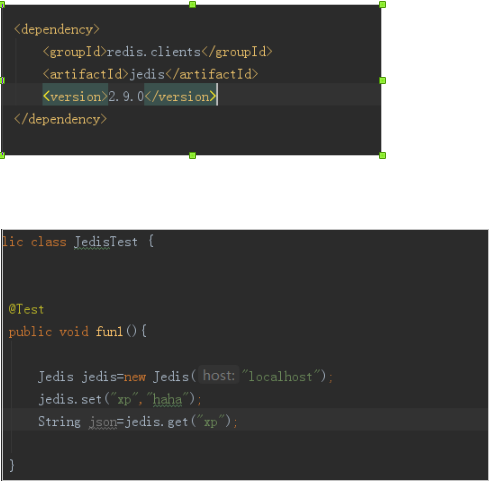 <dependency>
<groupId>redis.clients</groupId>
<artifactId>jedis</artifactId>
<version>2.9.0</version>
</dependency>
lic class JedisTest {
@Test
public void fun1(){
Jedis jedis=new Jedis( host: "localhost");
jedis.set("xp","haha");
String json=jedis.get("xp");
}